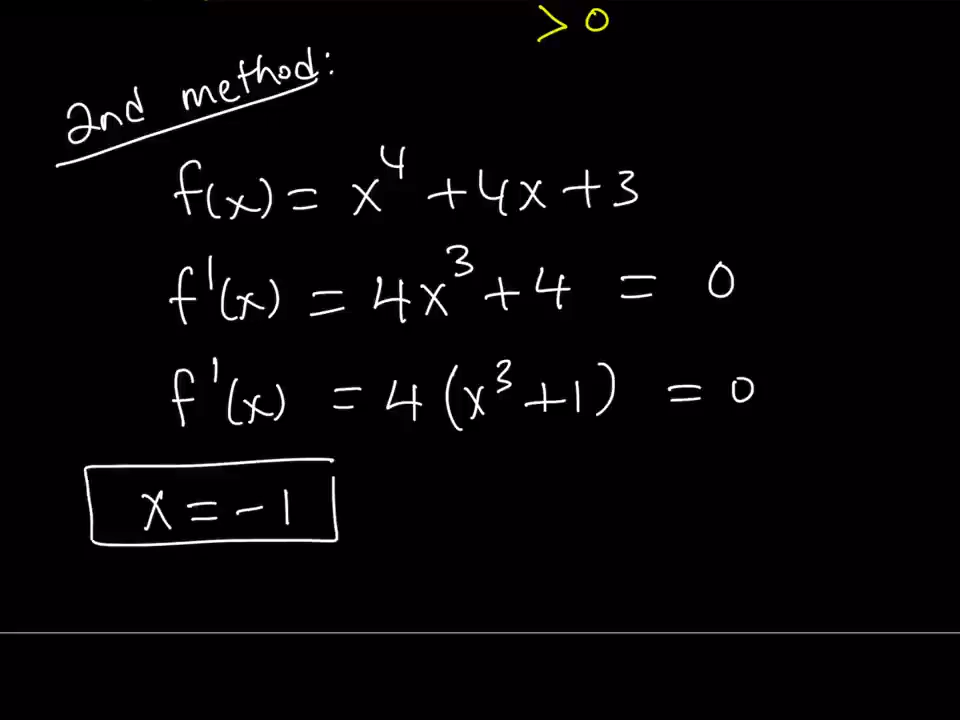 > 0
2nd method:
f(x) = x⁴ + 4x + 3
f'(x) = 4x³ + 4 = 0
f'(x) = 4 (x³ + 1) = 0
x = -1